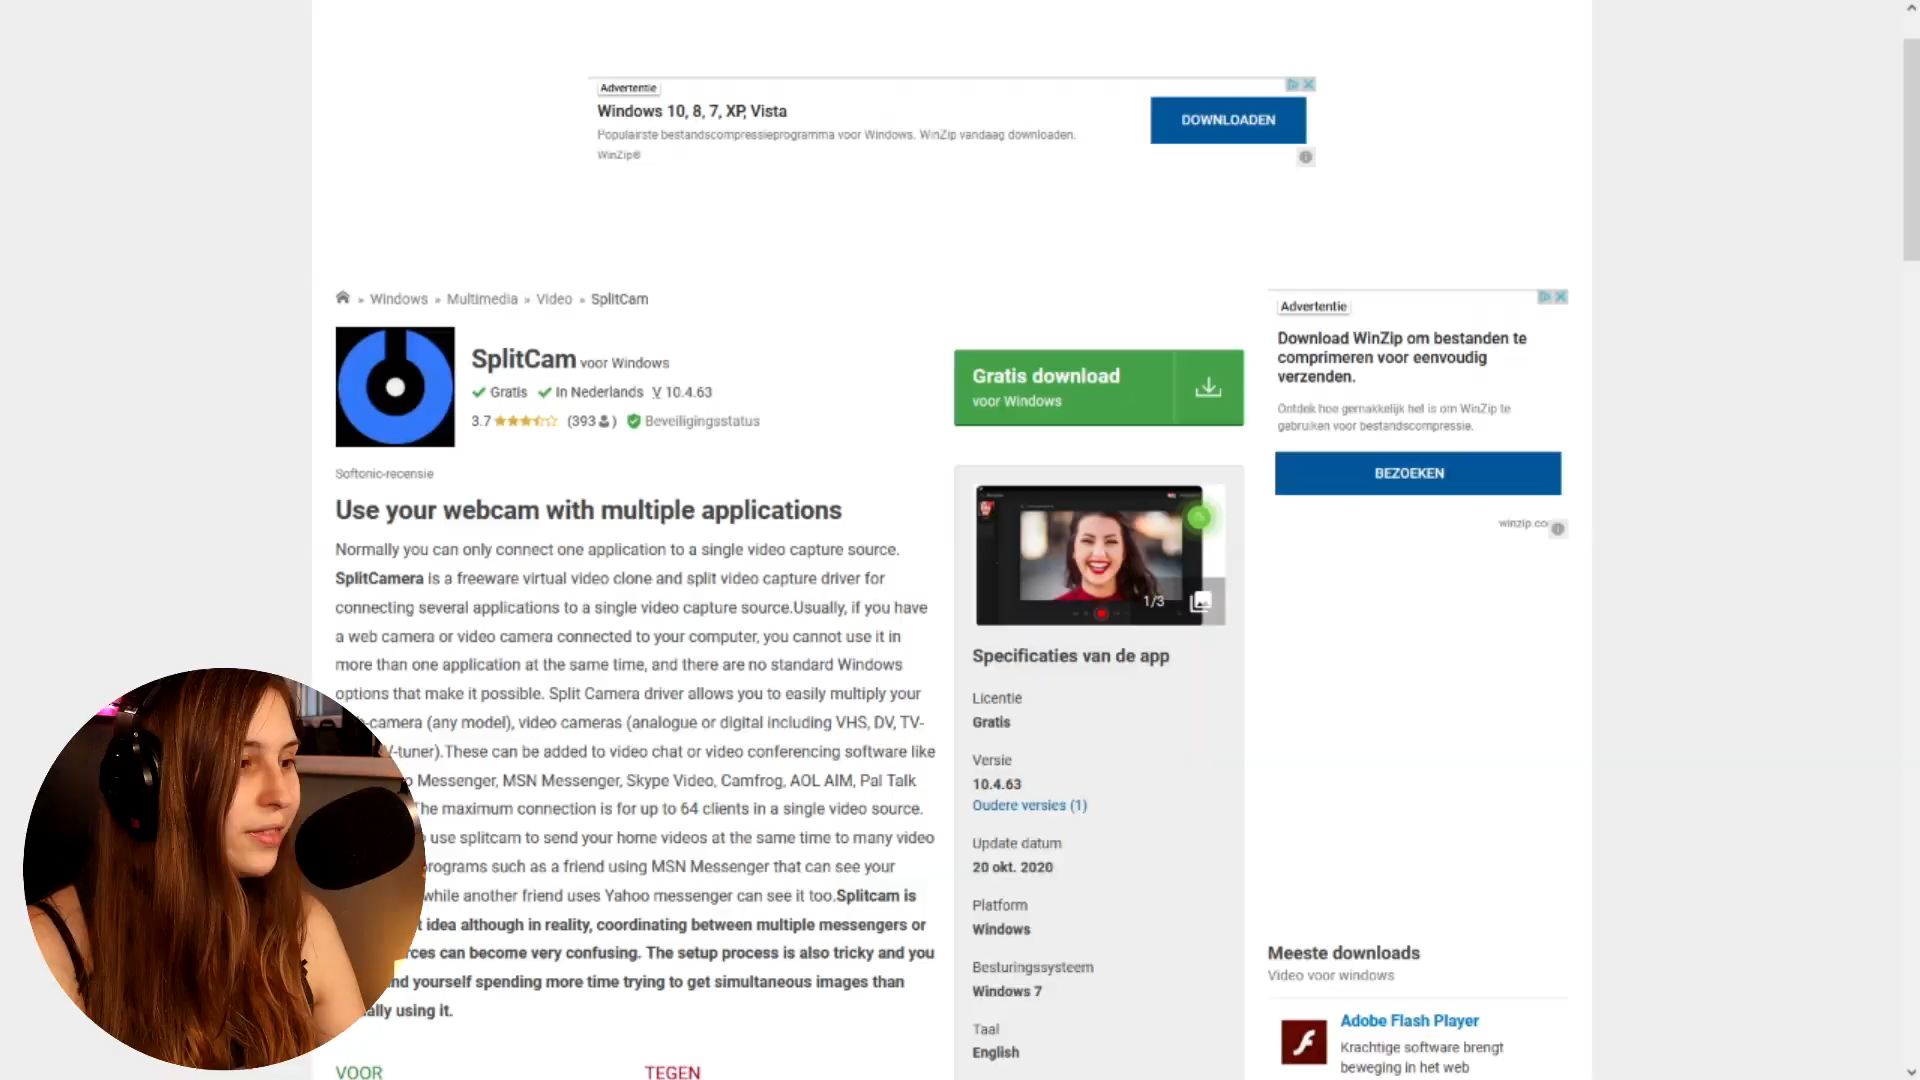 Advertentie
Windows 10, 8, 7, XP, Vista
Populairste bestandscompressieprogramma voor Windows. WinZip vandaag downloaden.
WinZip®
DOWNLOADEN
» Windows » Multimedia » Video » SplitCam
SplitCam voor Windows
Gratis In Nederlands V 10.4.63
3.7 (393) Beveiligingsstatus
Gratis download
voor Windows
Softonic-recensie
Use your webcam with multiple applications
Normally you can only connect one application to a single video capture source.
SplitCamera is a freeware virtual video clone and split video capture driver for
connecting several applications to a single video capture source.Usually, if you have
a web camera or video camera connected to your computer, you cannot use it in
more than one application at the same time, and there are no standard Windows
options that make it possible. Split Camera driver allows you to easily multiply your
-camera (any model), video cameras (analogue or digital including VHS, DV, TV-
V-tuner).These can be added to video chat or video conferencing software like
Messenger, MSN Messenger, Skype Video, Camfrog, AOL AIM, Pal Talk
The maximum connection is for up to 64 clients in a single video source.
use splitcam to send your home videos at the same time to many video
programs such as a friend using MSN Messenger that can see your
while another friend uses Yahoo messenger can see it too.Splitcam is
idea although in reality, coordinating between multiple messengers or
can become very confusing. The setup process is also tricky and you
yourself spending more time trying to get simultaneous images than
using it.
VOOR
TEGEN
1/3
Specificaties van de app
Licentie
Gratis
Versie
10.4.63
Oudere versies (1)
Update datum
20 okt. 2020
Platform
Windows
Besturingssysteem
Windows 7
Taal
English
Advertentie
Download WinZip om bestanden te
comprimeren voor eenvoudig
verzenden.
Ontdek hoe gemakkelijk het is om WinZip te
gebruiken voor bestandscompressie.
BEZOEKEN
winzip.co
Meeste downloads
Video voor windows
Adobe Flash Player
Krachtige software brengt
beweging in het web